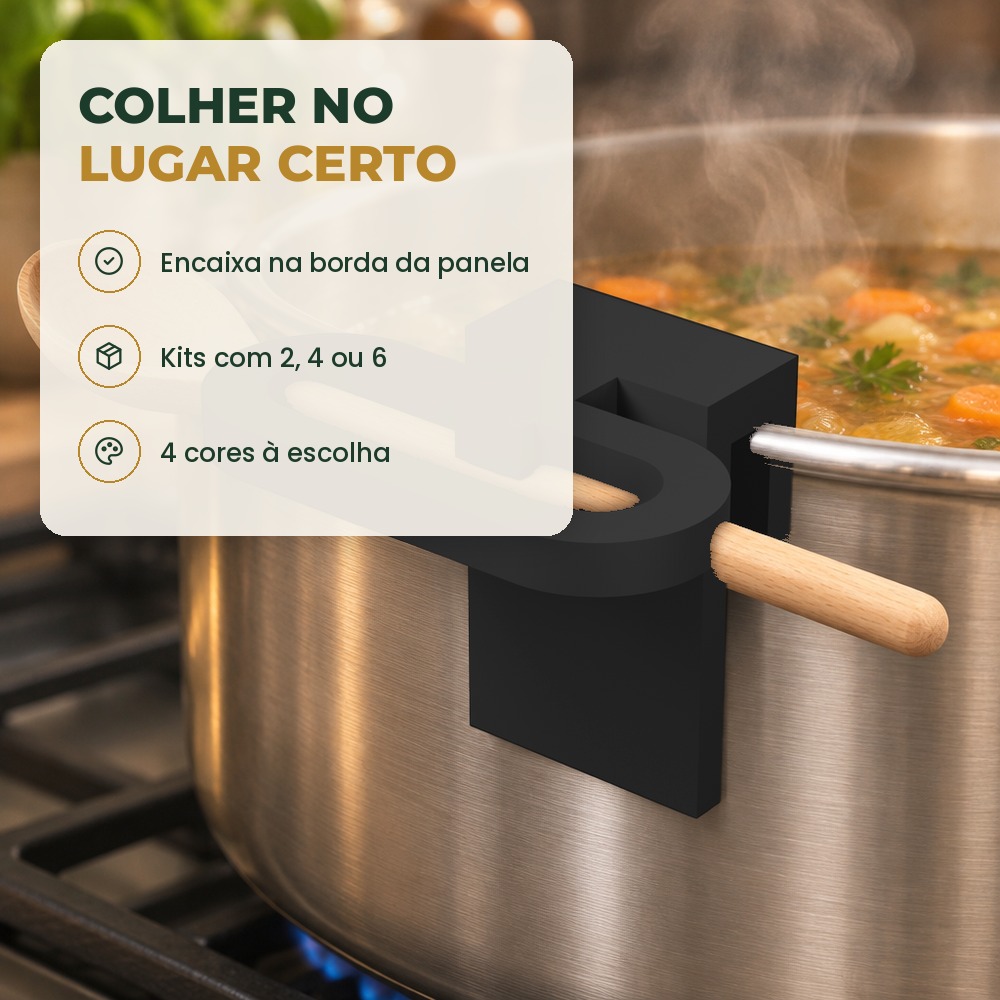 COLHER NO
LUGAR CERTO
Encaixa na borda da panela
Kits com 2, 4 ou 6
4 cores à escolha